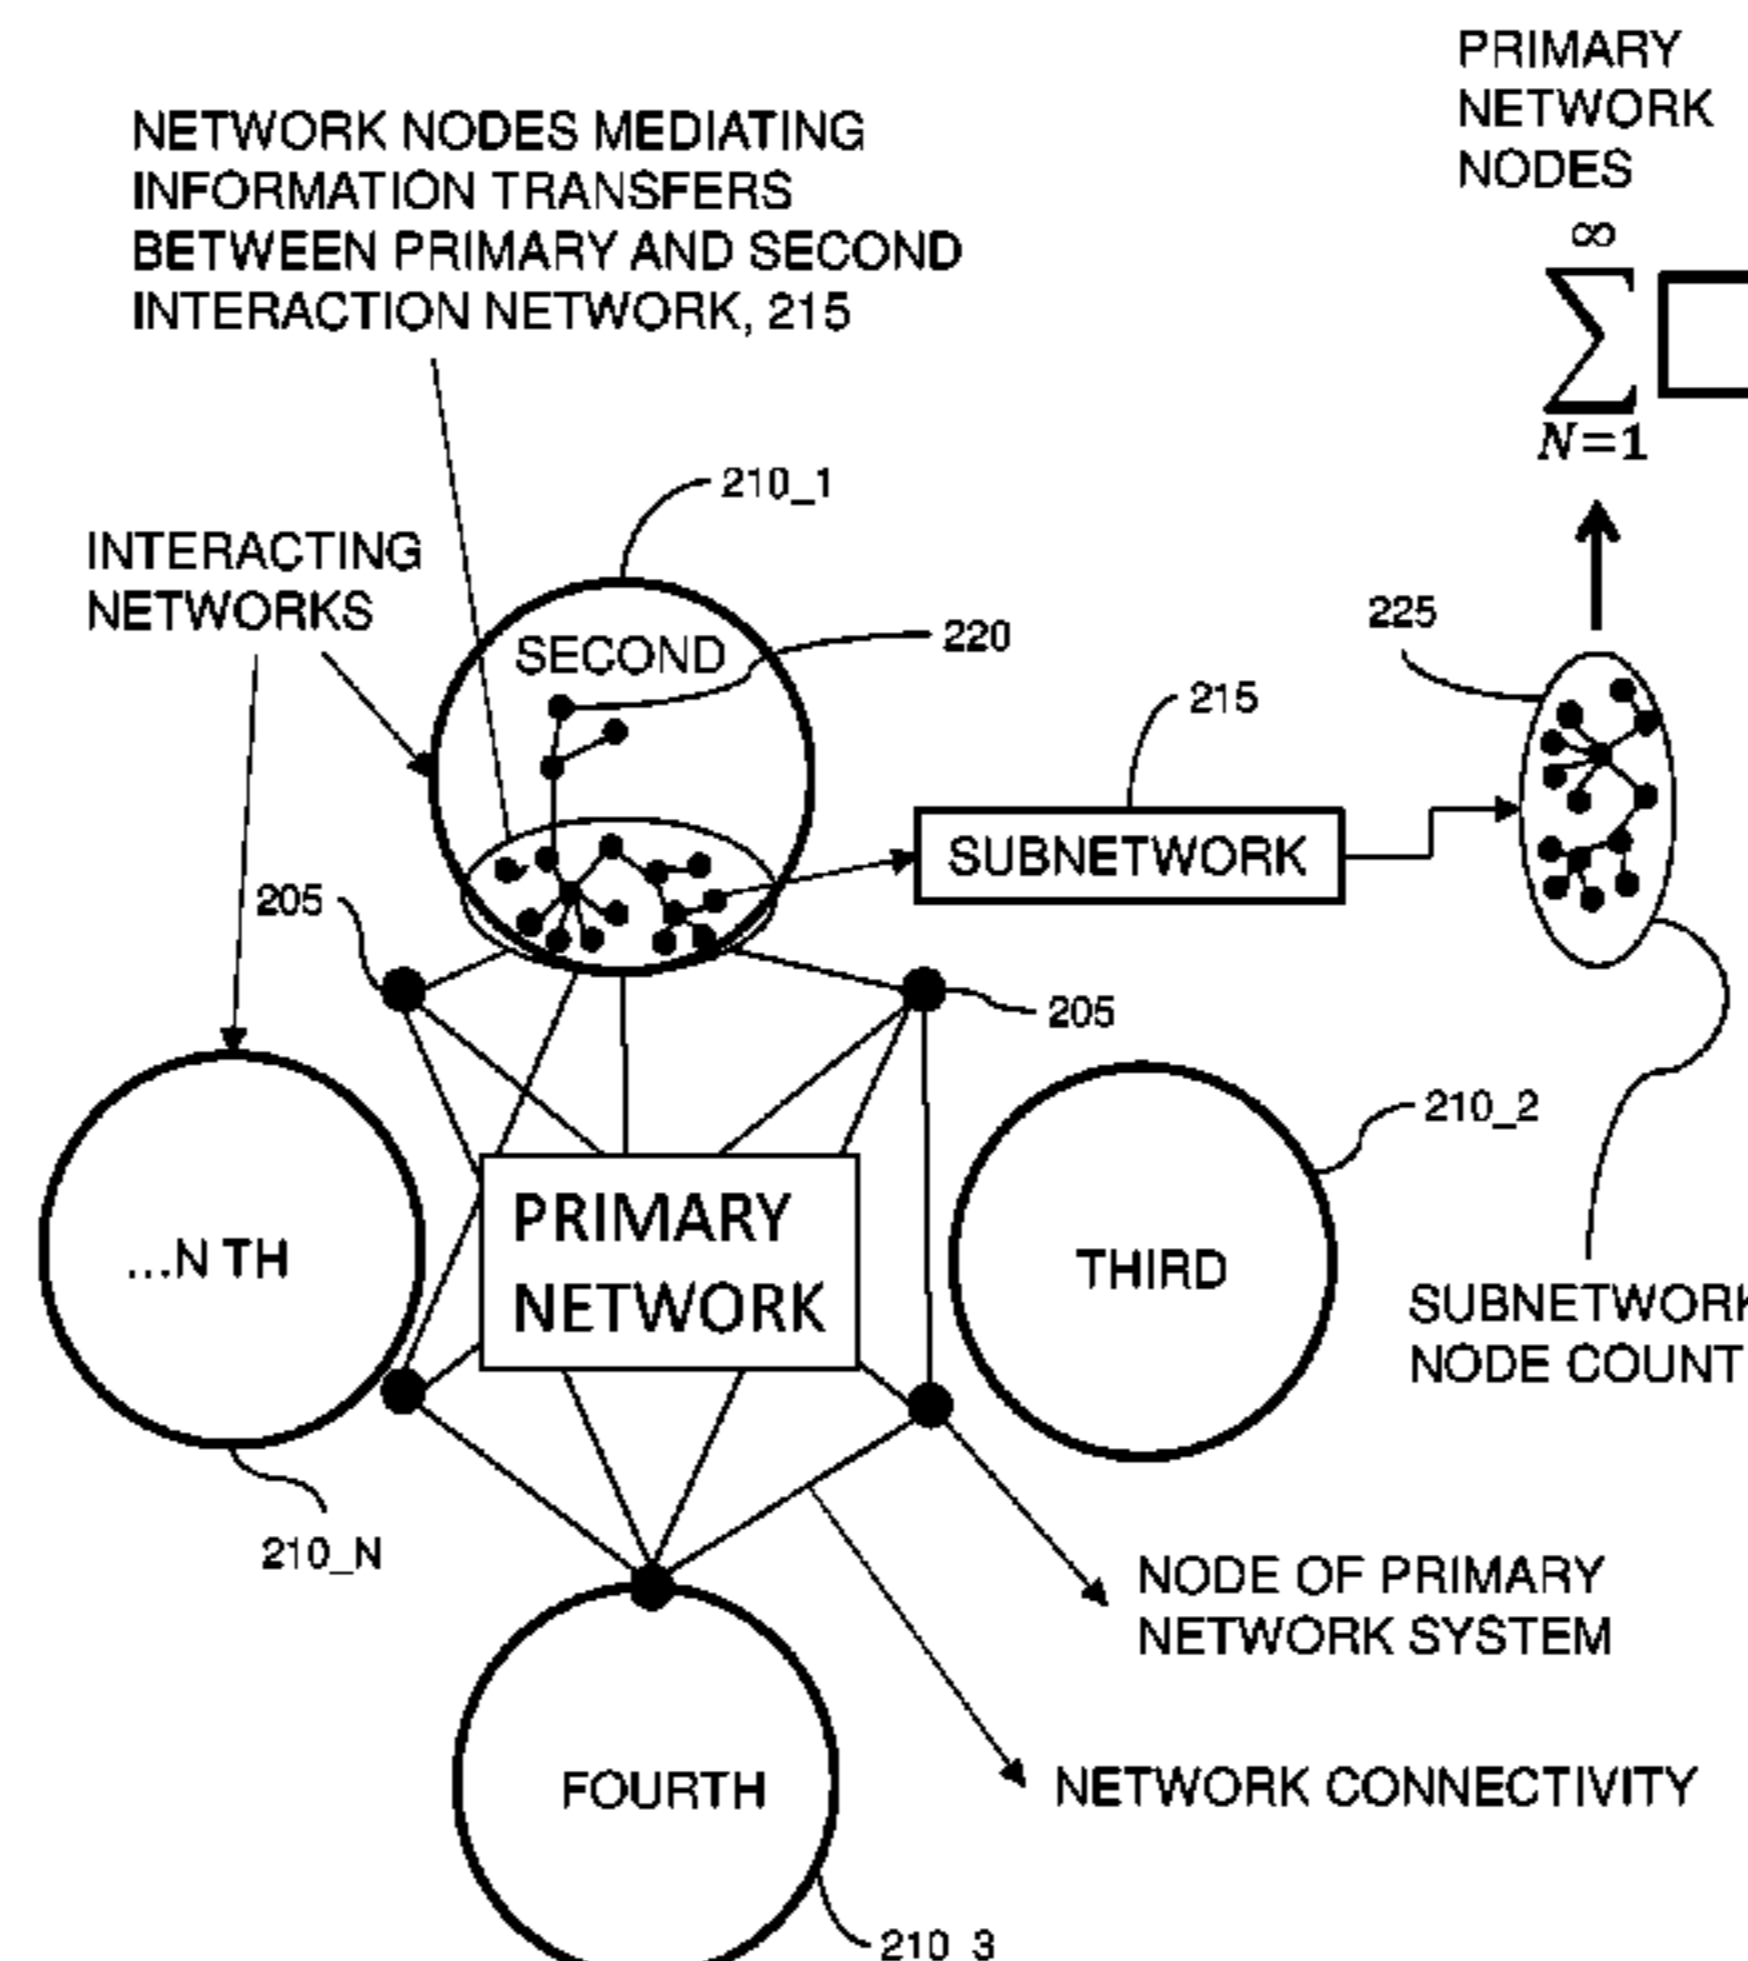 PRIMARY
NETWORK
NODES
∞
∑
N=1
NETWORK NODES MEDIATING
INFORMATION TRANSFERS
BETWEEN PRIMARY AND SECOND
INTERACTION NETWORK, 215
210_1
INTERACTING
NETWORKS
SECOND
220
225
215
SUBNETWORK
205
205
210_2
...N TH
PRIMARY
NETWORK
THIRD
SUBNETWORK
NODE COUNT
210_N
NODE OF PRIMARY
NETWORK SYSTEM
FOURTH
NETWORK CONNECTIVITY
210_3